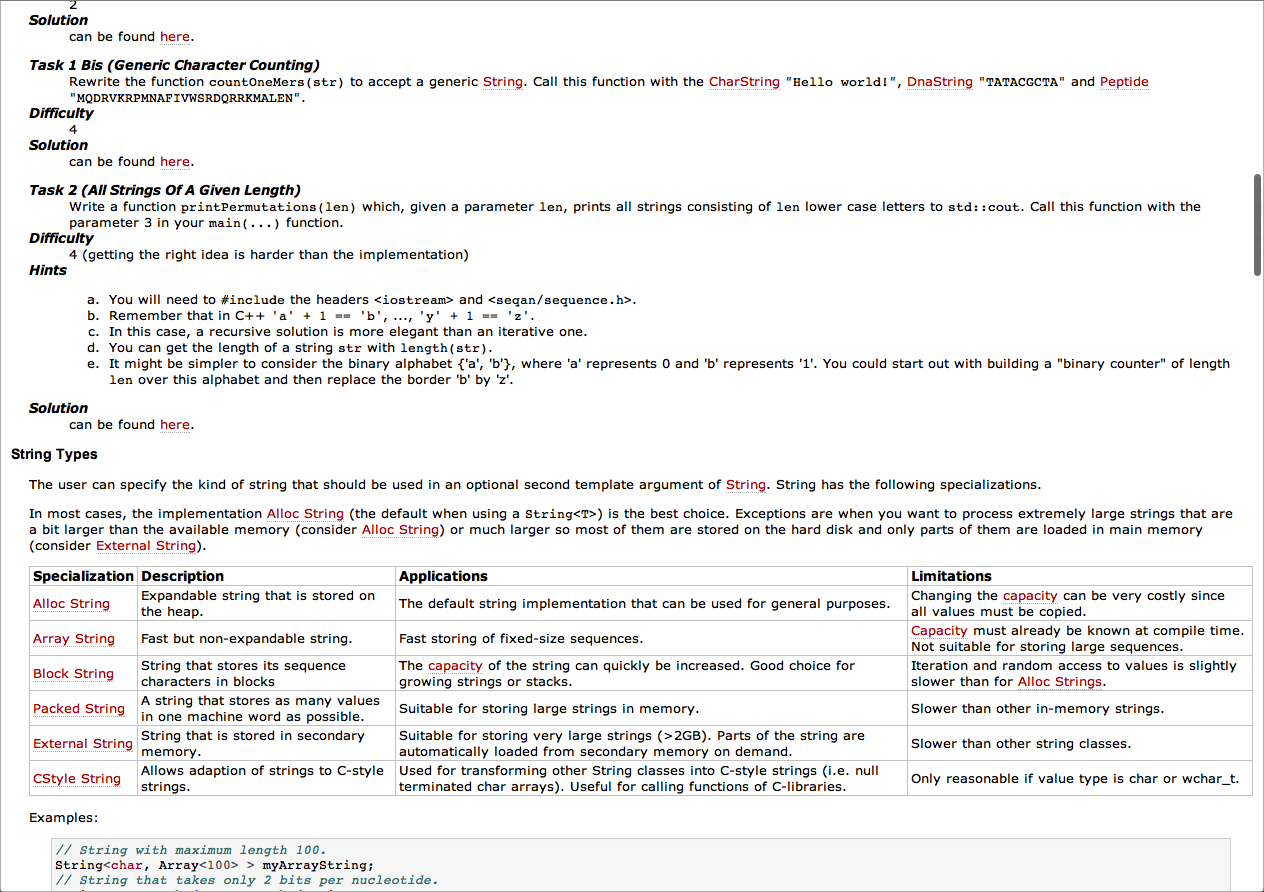 2
Solution
can be found here.
Task 1 Bis (Generic Character Counting)
Rewrite the function countOneMers(str) to accept a generic String. Call this function with the CharString "Hello world!", DnaString "TATACGCTA" and Peptide
"MQDRVKRPMNAFIVWSRDQRRKMALEN".
Difficulty
4
Solution
can be found here.
Task 2 (All Strings Of A Given Length)
Write a function printPermutations(len) which, given a parameter len, prints all strings consisting of len lower case letters to std::cout. Call this function with the
parameter 3 in your main(...) function.
Difficulty
4 (getting the right idea is harder than the implementation)
Hints
a. You will need to #include the headers <iostream> and <seqan/sequence.h>.
b. Remember that in C++ 'a' + 1 == 'b', ..., 'y' + 1 == 'z'.
c. In this case, a recursive solution is more elegant than an iterative one.
d. You can get the length of a string str with length(str).
e. It might be simpler to consider the binary alphabet {'a', 'b'}, where 'a' represents 0 and 'b' represents '1'. You could start out with building a "binary counter" of length
len over this alphabet and then replace the border 'b' by 'z'.
Solution
can be found here.
String Types
The user can specify the kind of string that should be used in an optional second template argument of String. String has the following specializations.
In most cases, the implementation Alloc String (the default when using a String<T>) is the best choice. Exceptions are when you want to process extremely large strings that are
a bit larger than the available memory (consider Alloc String) or much larger so most of them are stored on the hard disk and only parts of them are loaded in main memory
(consider External String).
Specialization Description Applications Limitations
Alloc String Expandable string that is stored on the heap. The default string implementation that can be used for general purposes. Changing the capacity can be very costly since all values must be copied.
Array String Fast but non-expandable string. Fast storing of fixed-size sequences. Capacity must already be known at compile time. Not suitable for storing large sequences.
Block String String that stores its sequence characters in blocks The capacity of the string can quickly be increased. Good choice for growing strings or stacks. Iteration and random access to values is slightly slower than for Alloc Strings.
Packed String A string that stores as many values in one machine word as possible. Suitable for storing large strings in memory. Slower than other in-memory strings.
External String String that is stored in secondary memory. Suitable for storing very large strings (>2GB). Parts of the string are automatically loaded from secondary memory on demand. Slower than other string classes.
CStyle String Allows adaption of strings to C-style strings. Used for transforming other String classes into C-style strings (i.e. null terminated char arrays). Useful for calling functions of C-libraries. Only reasonable if value type is char or wchar_t.
Examples:
// String with maximum length 100.
String<char, Array<100> > myArrayString;
// String that takes only 2 bits per nucleotide.